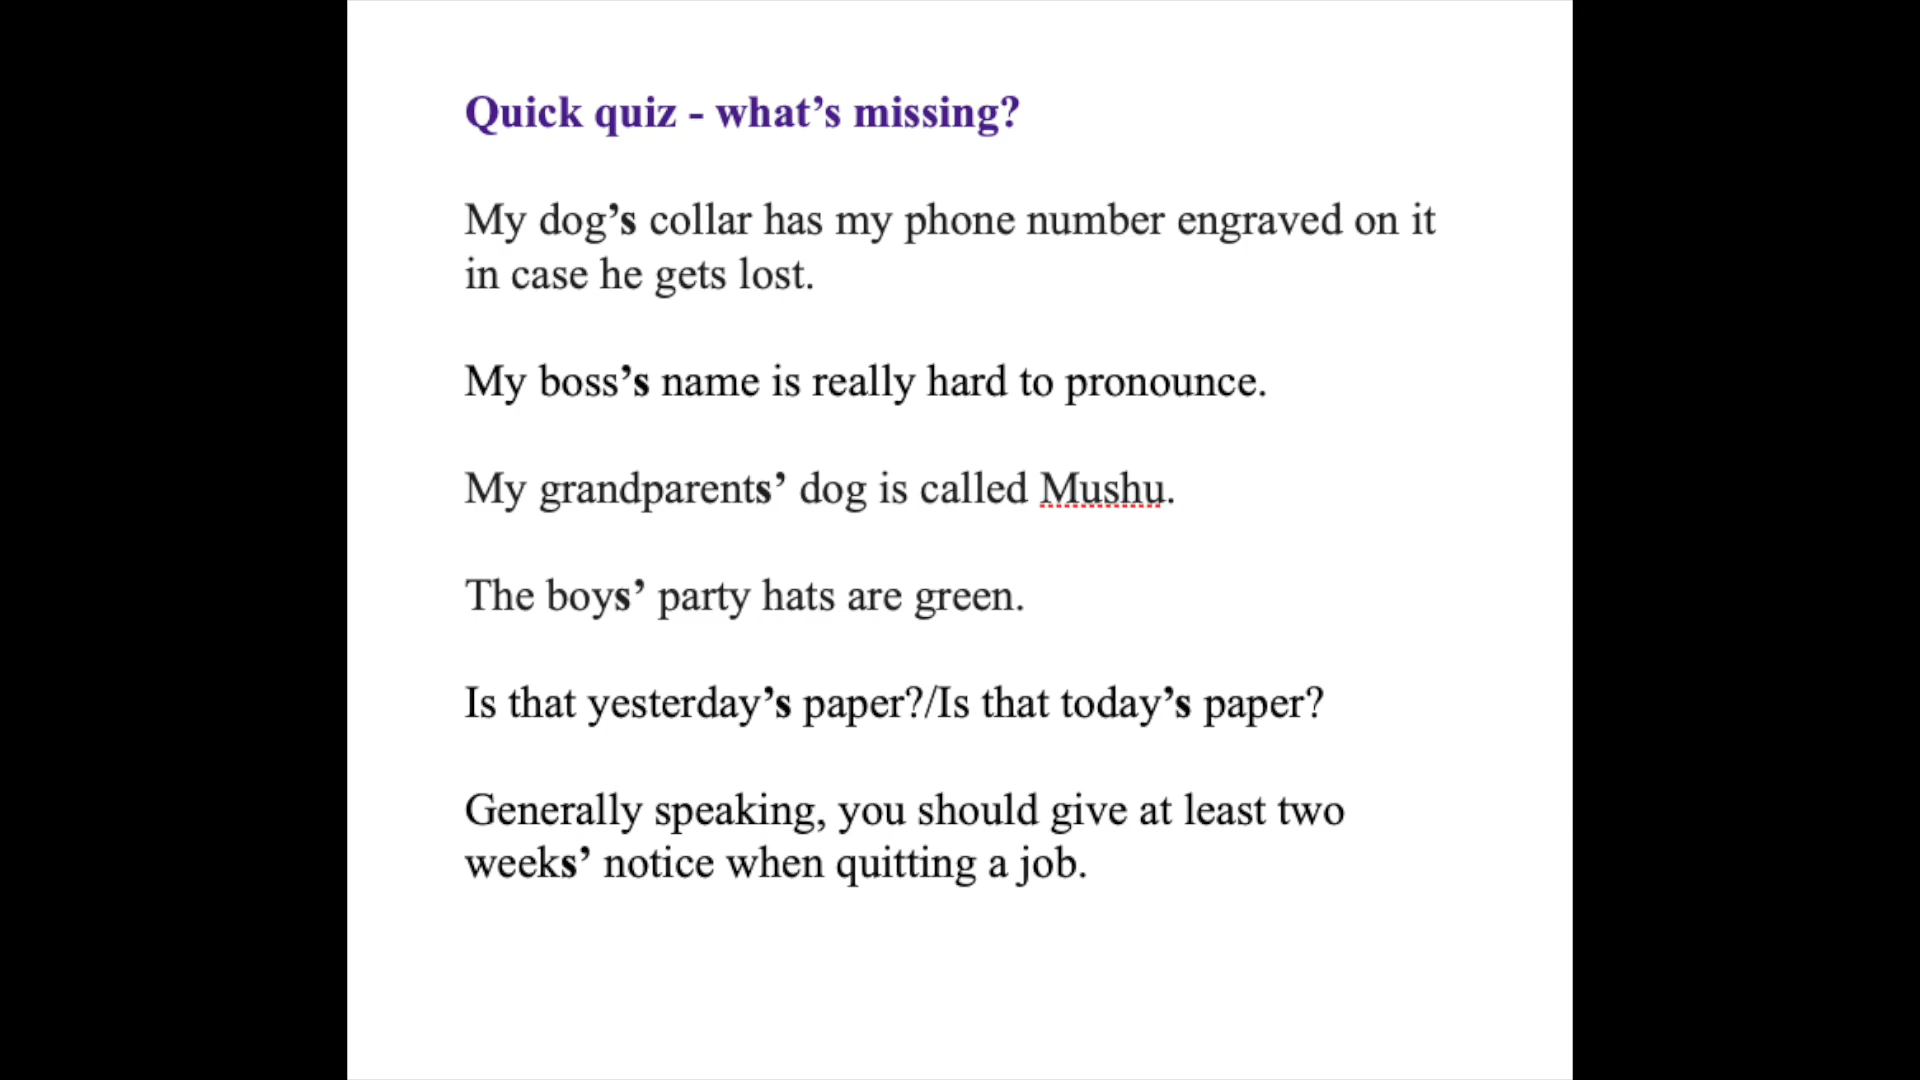 Quick quiz - what’s missing?
My dog’s collar has my phone number engraved on it
in case he gets lost.
My boss’s name is really hard to pronounce.
My grandparents’ dog is called Mushu.
The boys’ party hats are green.
Is that yesterday’s paper?/Is that today’s paper?
Generally speaking, you should give at least two
weeks’ notice when quitting a job.